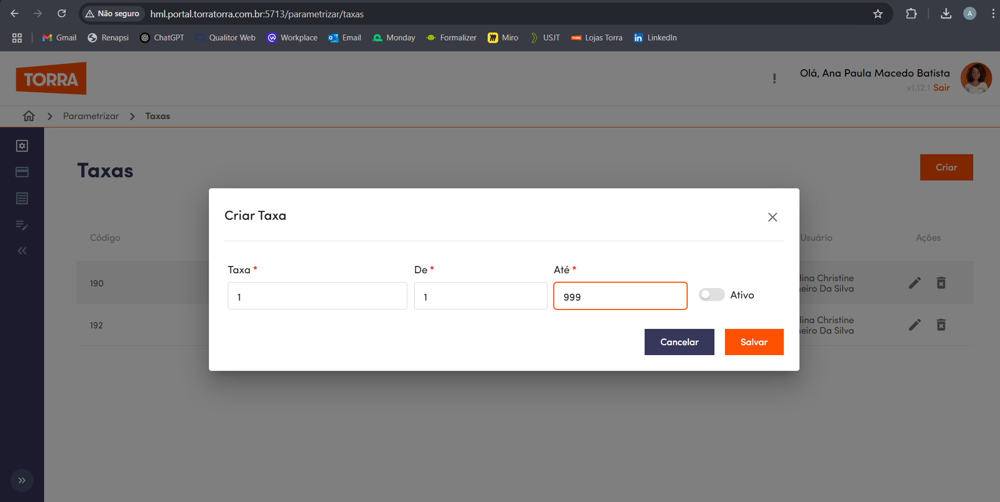 Não seguro
hml.portal.torratorra.com.br:5713/parametrizar/taxas
A
Gmail
Renapsi
ChatGPT
Qualitor Web
Workplace
Email
Monday
Formalizer
Miro
USJT
Lojas Torra
LinkedIn
TORRA
Olá, Ana Paula Macedo Batista
v1.12.1 Sair
Parametrizar
Taxas
Taxas
Criar
Criar Taxa
Código
Usuário
Ações
Taxa *
De *
Até *
190
lina Christine
eiro Da Silva
1
1
999
Ativo
192
lina Christine
eiro Da Silva
Cancelar
Salvar